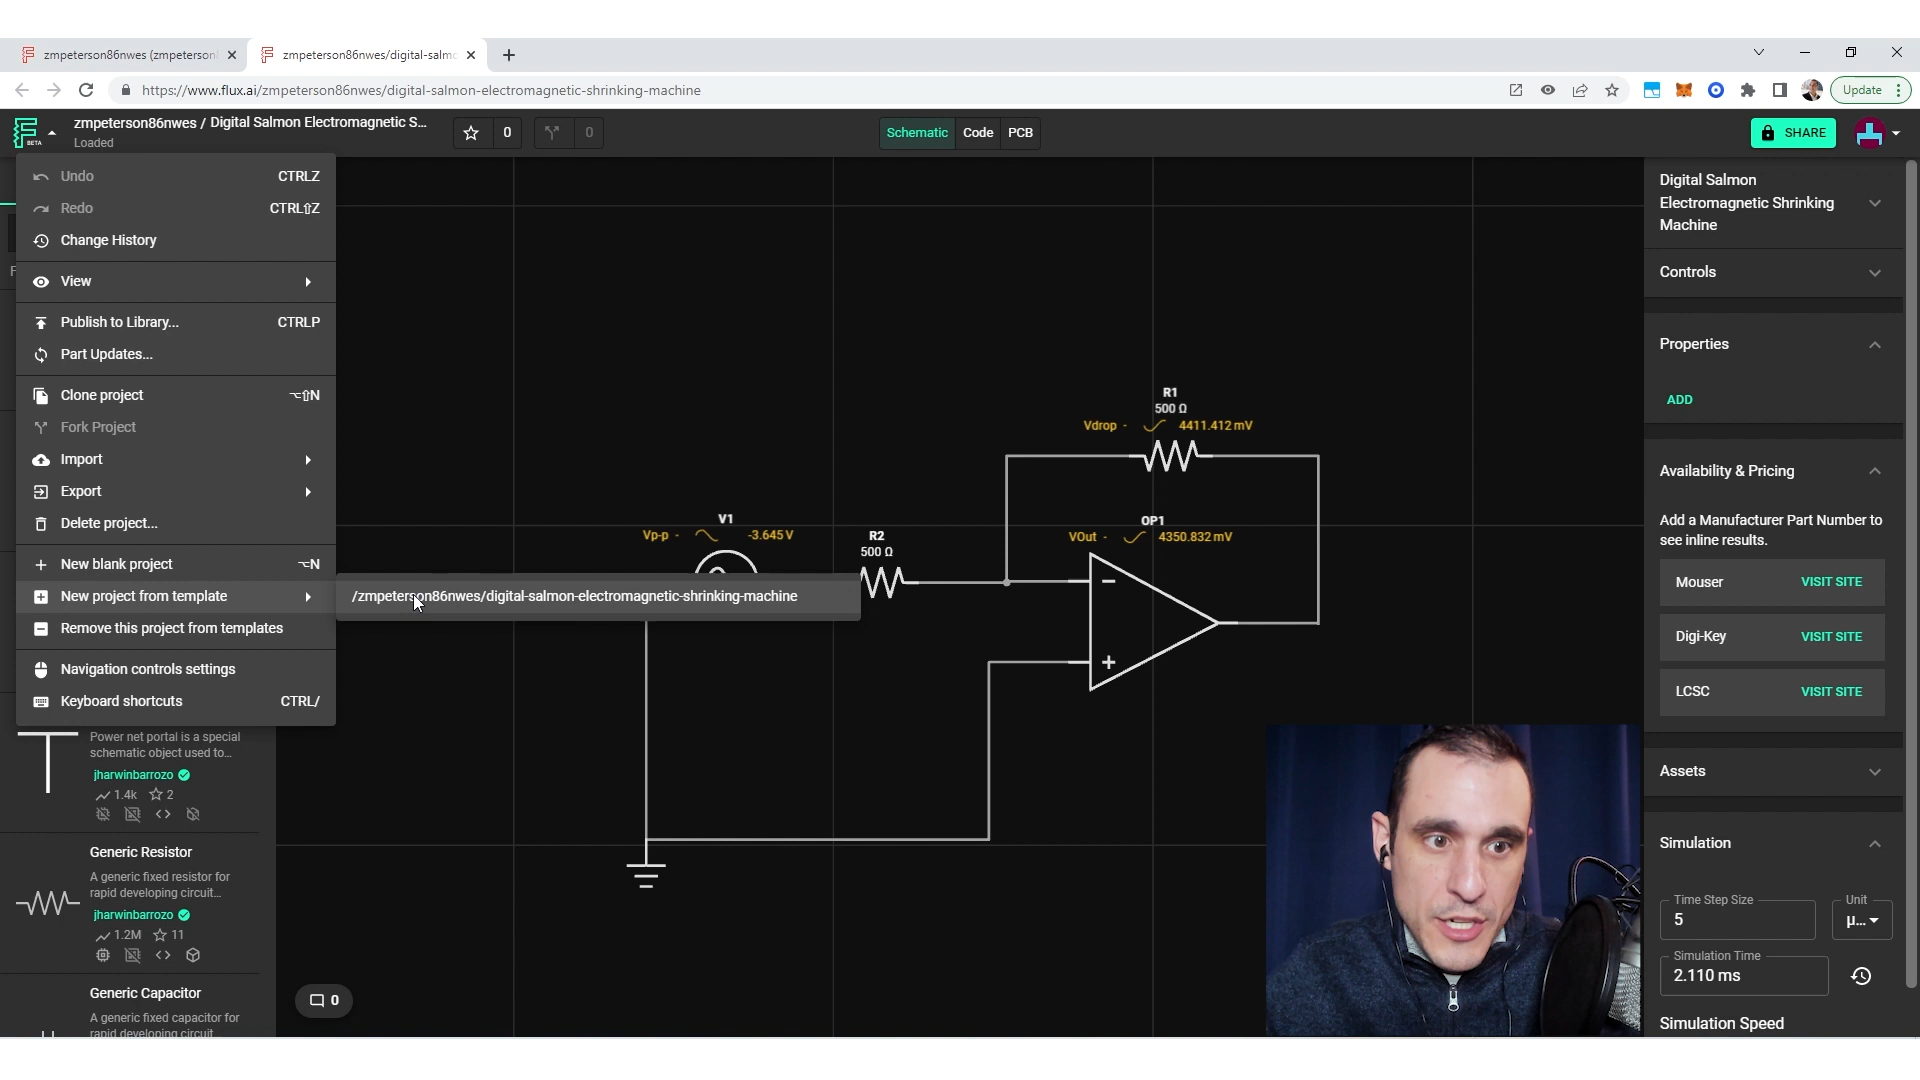 zmpeterson86nwes (zmpeterson
zmpeterson86nwes/digital-salmo
https://www.flux.ai/zmpeterson86nwes/digital-salmon-electromagnetic-shrinking-machine
Update
BETA
zmpeterson86nwes / Digital Salmon Electromagnetic S...
Loaded
0
0
Schematic
Code
PCB
SHARE
Undo CTRLZ
Redo CTRL⇧Z
Change History
View
Publish to Library... CTRLP
Part Updates...
Clone project ⌥⇧N
Fork Project
Import
Export
Delete project...
New blank project ⌥N
New project from template
/zmpeterson86nwes/digital-salmon-electromagnetic-shrinking-machine
Remove this project from templates
Navigation controls settings
Keyboard shortcuts CTRL/
Power net portal is a special
schematic object used to...
jharwinbarrozo
1.4k 2
Generic Resistor
A generic fixed resistor for
rapid developing circuit...
jharwinbarrozo
1.2M 11
Generic Capacitor
A generic fixed capacitor for
rapid developing circuit
R1
500 Ω
Vdrop - 4411.412 mV
V1
Vp-p - -3.645 V
R2
500 Ω
OP1
VOut - 4350.832 mV
−
+
0
Digital Salmon
Electromagnetic Shrinking
Machine
Controls
Properties
ADD
Availability & Pricing
Add a Manufacturer Part Number to
see inline results.
Mouser VISIT SITE
Digi-Key VISIT SITE
LCSC VISIT SITE
Assets
Simulation
Time Step Size
5
Unit
µ...
Simulation Time
2.110 ms
Simulation Speed